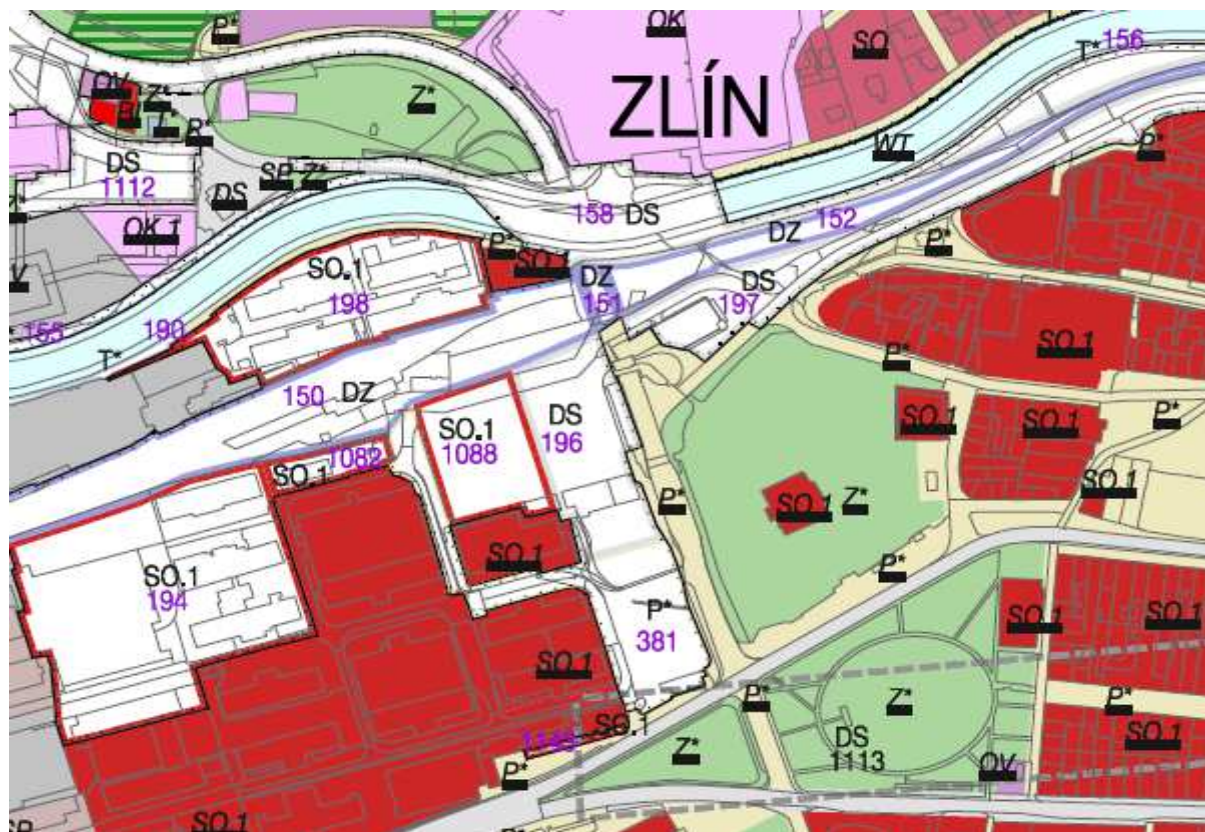 P*
OK
SO
156
T*
ZLÍN
OV
Z*
Z*
P*
WT
P*
DS
1112
SP Z*
DS
158 DS
152
DZ
P*
OK.1
P*
SO.1
SO.1
198
DZ
151
DS
197
155
190
T*
SO.1
P*
150
DZ
SO.1
SO.1
P*
DS
196
SO.1
1088
1082
SO.1
SO.1
P*
SO.1 Z*
SO.1
P*
SO.1
194
P*
381
SO.1
SO.1
SO.1
P*
Z*
P*
SO.1
1145
DS
1113
SO.1
Z*
P*
OV
SO.1
P*